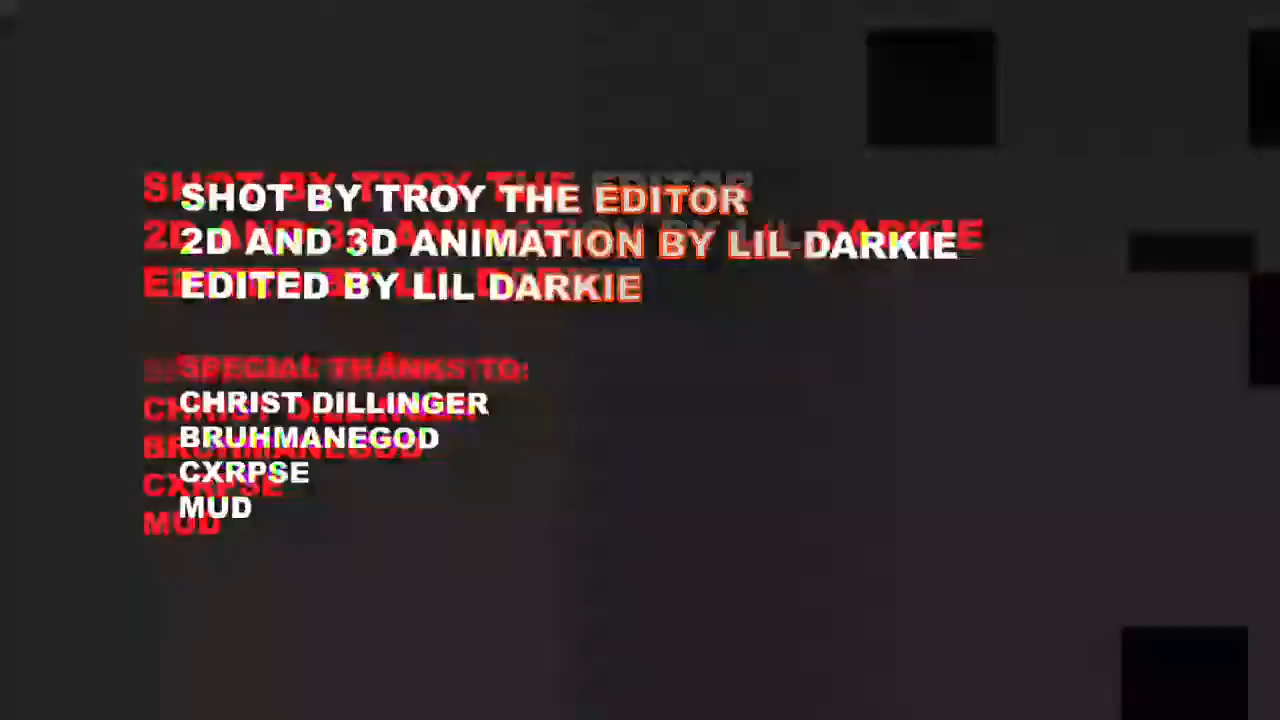 SHOT BY TROY THE EDITOR
2D AND 3D ANIMATION BY LIL DARKIE
EDITED BY LIL DARKIE
SPECIAL THANKS TO:
CHRIST DILLINGER
BRUHMANEGOD
CXRPSE
MUD